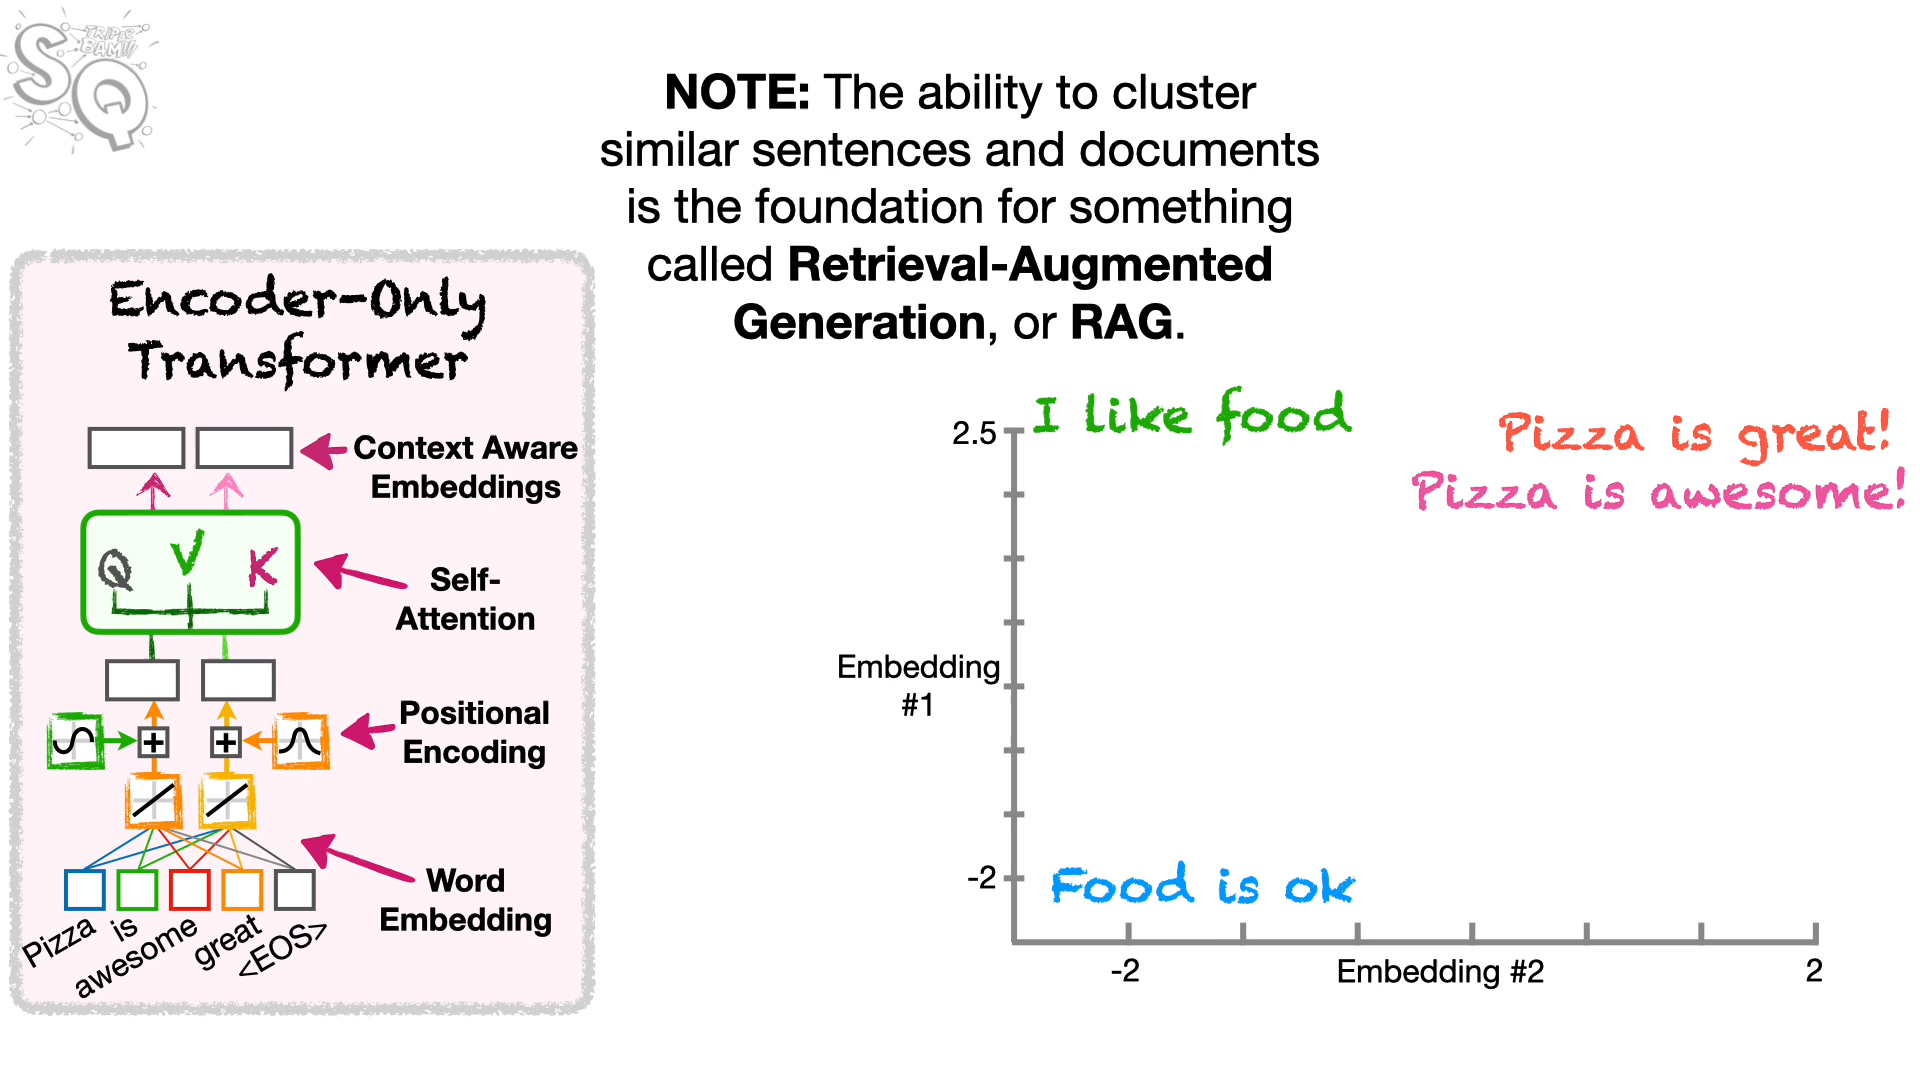 SQ
TRIPLE
BAM!!!
NOTE: The ability to cluster
similar sentences and documents
is the foundation for something
called Retrieval-Augmented
Generation, or RAG.
Encoder-Only
Transformer
Context Aware
Embeddings
Q V K
Self-
Attention
Positional
Encoding
+ +
Word
Embedding
Pizza
is
awesome
great
<EOS>
I like food
Pizza is great!
Pizza is awesome!
2.5
Embedding
#1
-2
Food is ok
-2
Embedding #2
2